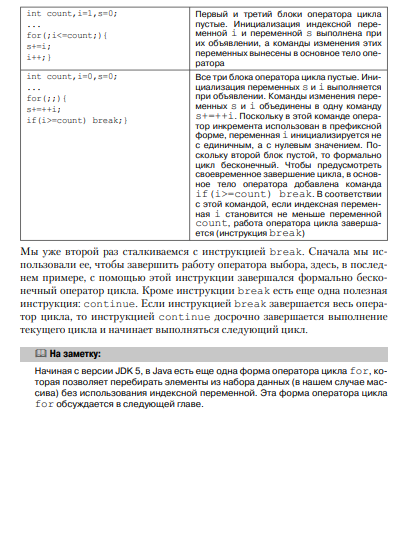 int count,i=1,s=0;
...
for(;i<=count;){
s+=i;
i++;}
Первый и третий блоки оператора цикла
пустые. Инициализация индексной пере-
менной i и переменной s выполнена при
их объявлении, а команды изменения этих
переменных вынесены в основное тело опе-
ратора
int count,i=0,s=0;
...
for(;;){
s+=++i;
if(i>=count) break;}
Все три блока оператора цикла пустые. Ини-
циализация переменных s и i выполняется
при объявлении. Команды изменения пере-
менных s и i объединены в одну команду
s+=++i. Поскольку в этой команде опера-
тор инкремента использован в префиксной
форме, переменная i инициализируется не
с единичным, а с нулевым значением. По-
скольку второй блок пустой, то формально
цикл бесконечный. Чтобы предусмотреть
своевременное завершение цикла, в основ-
ное тело оператора добавлена команда
if(i>=count) break. В соответствии
с этой командой, если индексная перемен-
ная i становится не меньше переменной
count, работа оператора цикла заверша-
ется (инструкция break)
Мы уже второй раз сталкиваемся с инструкцией break. Сначала мы ис-
пользовали ее, чтобы завершить работу оператора выбора, здесь, в послед-
нем примере, с помощью этой инструкции завершался формально беско-
нечный оператор цикла. Кроме инструкции break есть еще одна полезная
инструкция: continue. Если инструкцией break завершается весь опера-
тор цикла, то инструкцией continue досрочно завершается выполнение
текущего цикла и начинает выполняться следующий цикл.
На заметку:
Начиная с версии JDK 5, в Java есть еще одна форма оператора цикла for, ко-
торая позволяет перебирать элементы из набора данных (в нашем случае мас-
сива) без использования индексной переменной. Эта форма оператора цикла
for обсуждается в следующей главе.